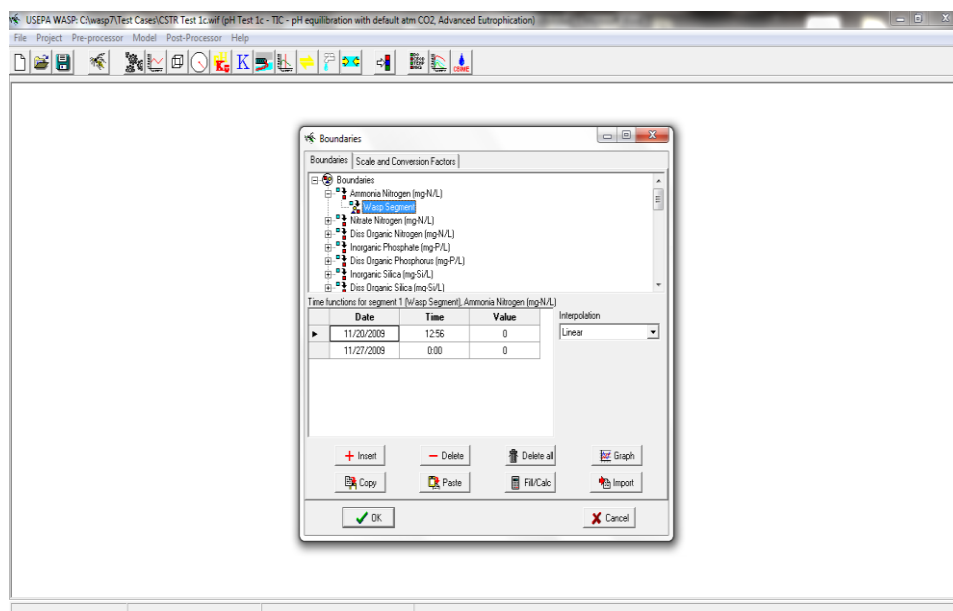 USEPA WASP: C:\wasp7\Test Cases\CSTR Test 1c.wif (pH Test 1c - TIC - pH equilibration with default atm CO2, Advanced Eutrophication)
File Project Pre-processor Model Post-Processor Help
K
Boundaries
Boundaries Scale and Conversion Factors
Boundaries
Ammonia Nitrogen (mg-N/L)
Wasp Segment
Nitrate Nitrogen (mg-N/L)
Diss Organic Nitrogen (mg-N/L)
Inorganic Phosphate (mg-P/L)
Diss Organic Phosphorus (mg-P/L)
Inorganic Silica (mg-Si/L)
Diss Organic Silica (mg-Si/L)
Time functions for segment 1 (Wasp Segment), Ammonia Nitrogen (mg-N/L)
Date Time Value Interpolation
11/20/2009 12:56 0 Linear
11/27/2009 0:00 0
Insert Delete Delete all Graph
Copy Paste Fill/Calc Import
OK Cancel